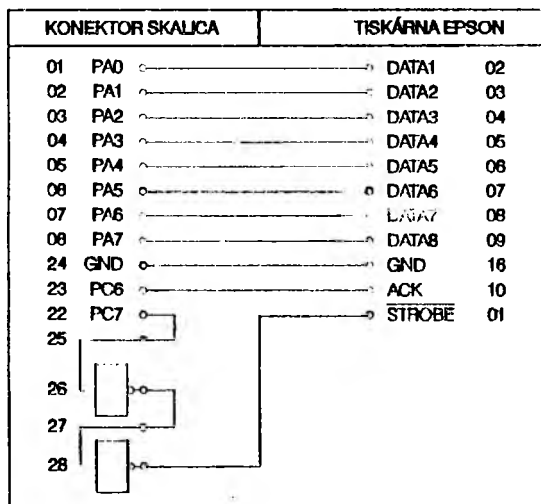 KONEKTOR SKALICA TISKÁRNA EPSON
01 PA0 DATA1 02
02 PA1 DATA2 03
03 PA2 DATA3 04
04 PA3 DATA4 05
05 PA4 DATA5 06
06 PA5 DATA6 07
07 PA6 DATA7 08
08 PA7 DATA8 09
24 GND GND 16
23 PC6 ACK 10
22 PC7 STROBE 01
25
26
27
28